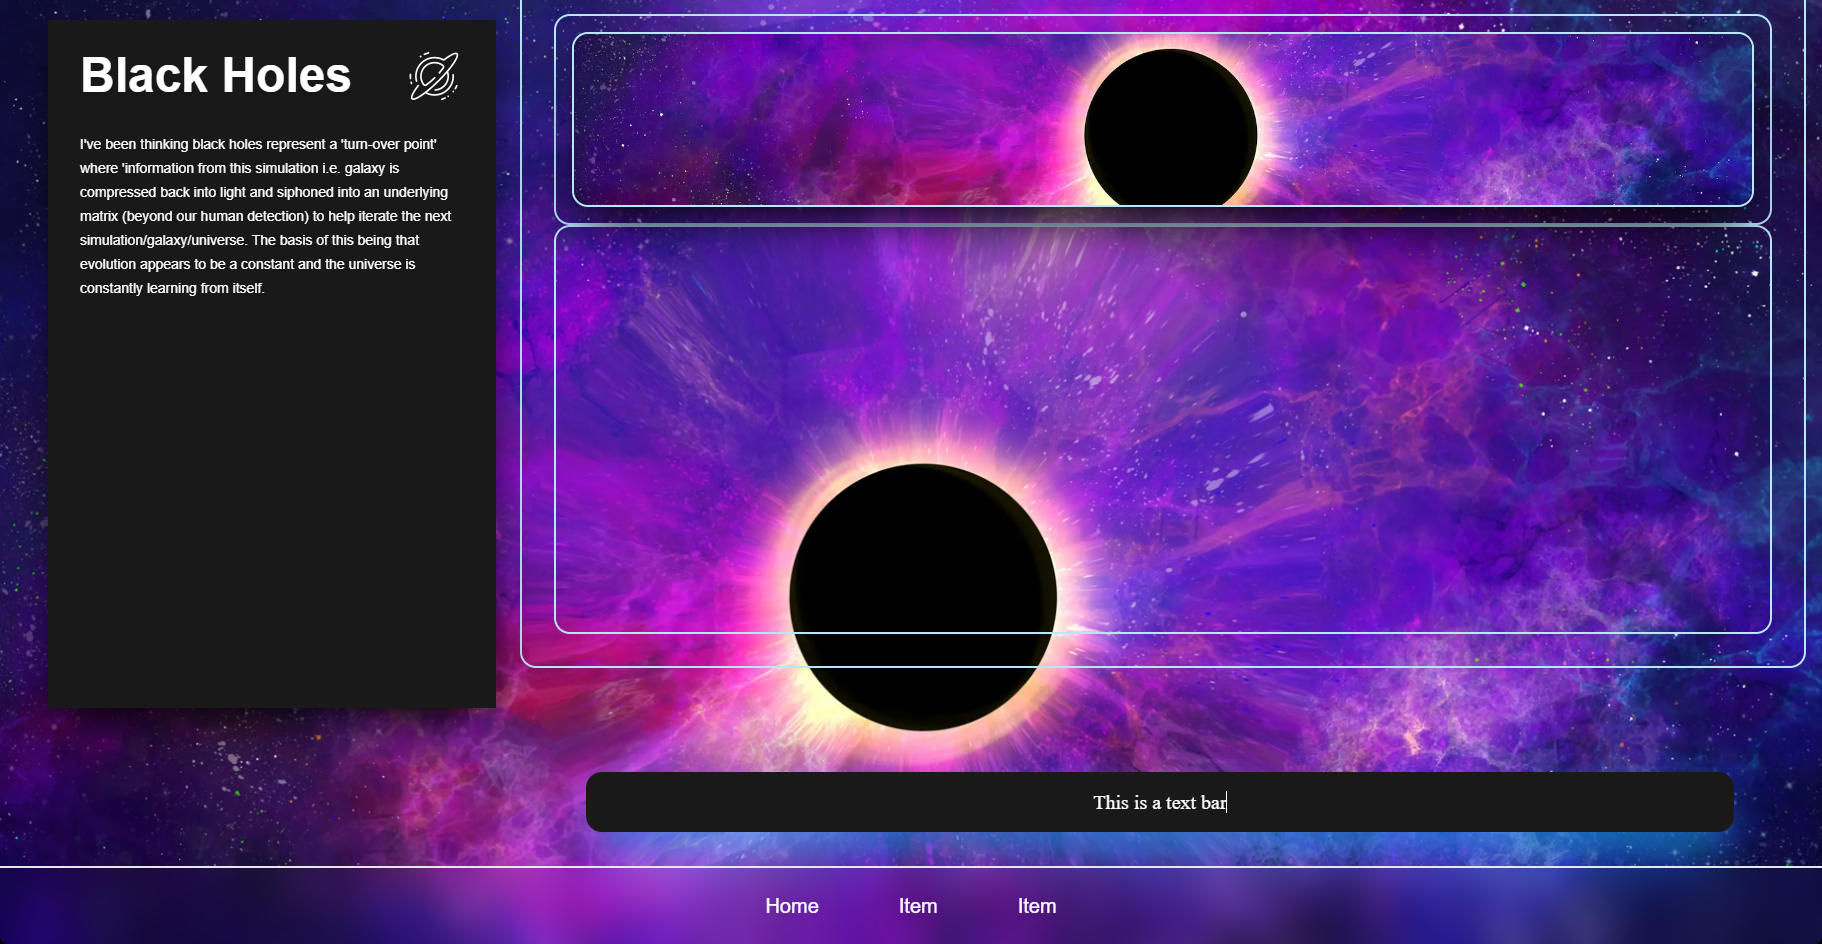 Black Holes
I've been thinking black holes represent a 'turn-over point'
where 'information from this simulation i.e. galaxy is
compressed back into light and siphoned into an underlying
matrix (beyond our human detection) to help iterate the next
simulation/galaxy/universe. The basis of this being that
evolution appears to be a constant and the universe is
constantly learning from itself.
This is a text bar
Home Item Item